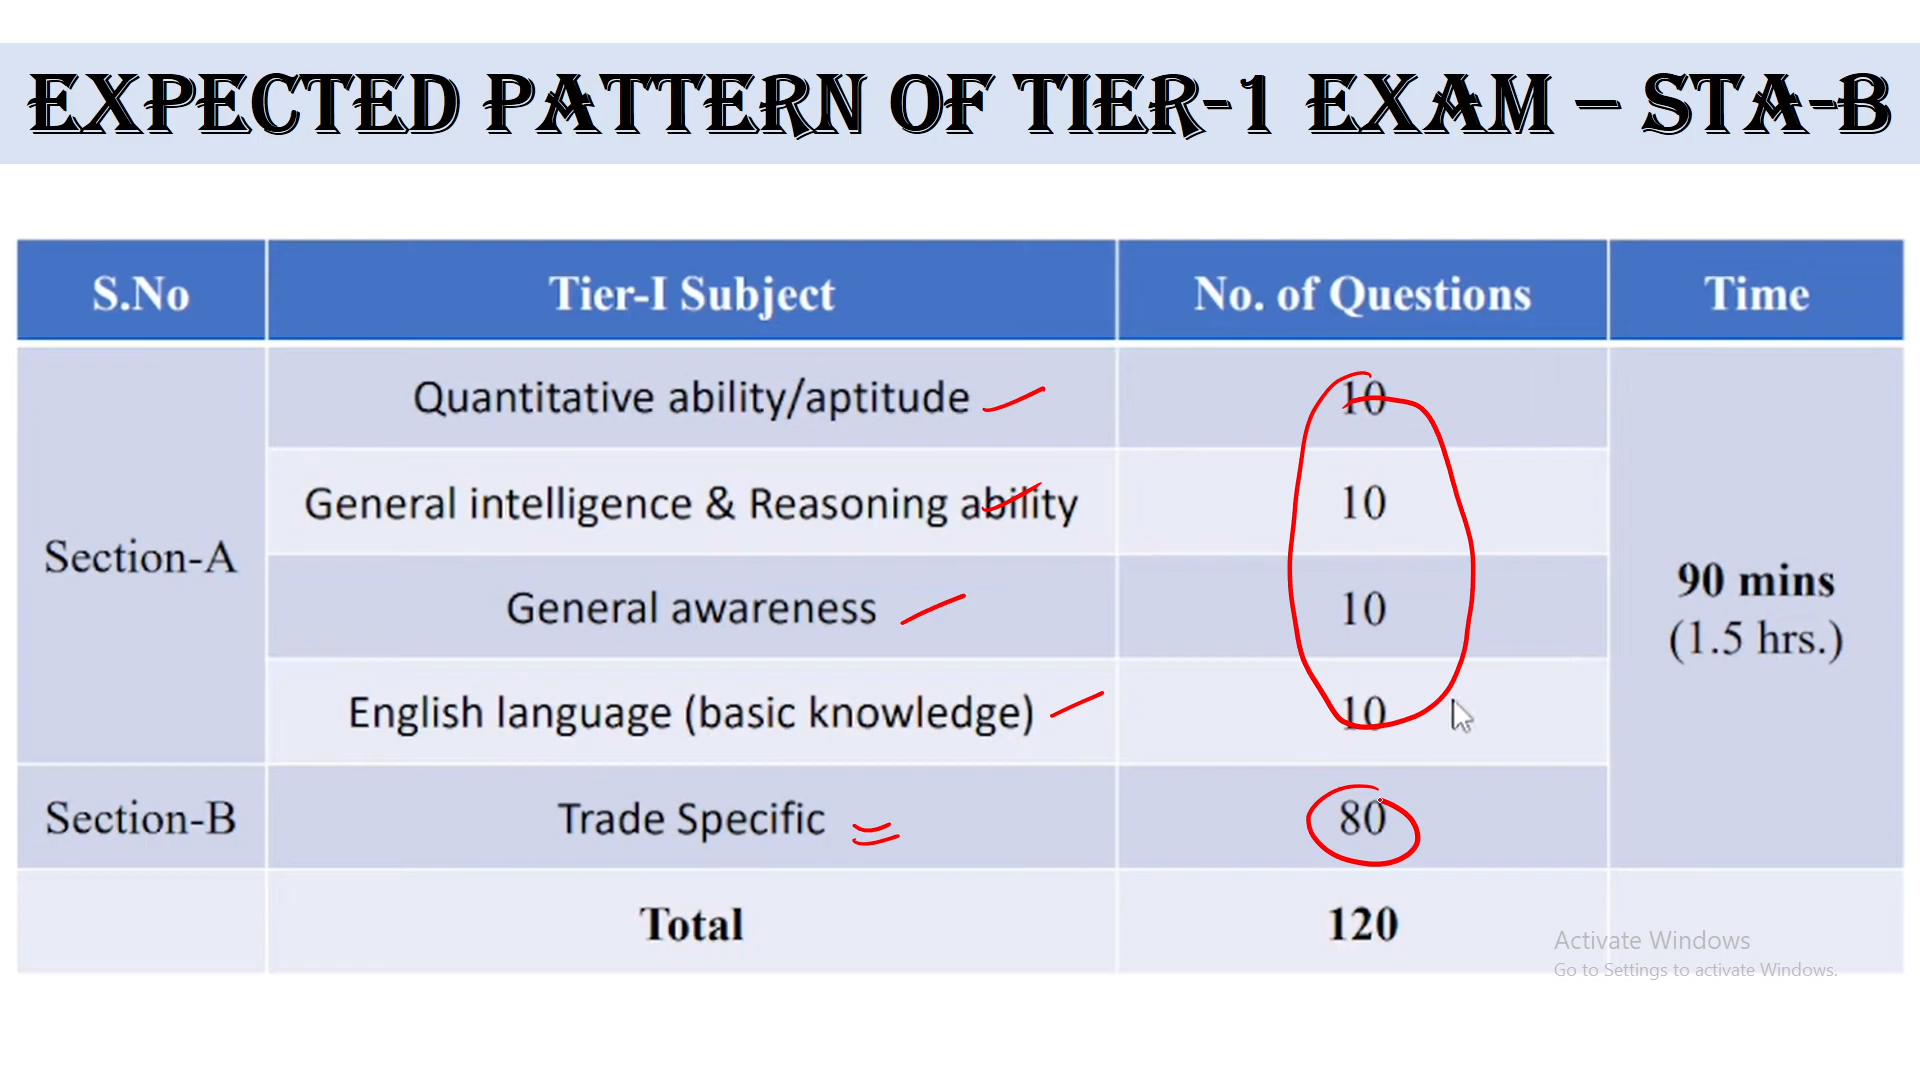 EXPECTED PATTERN OF TIER-1 EXAM – STA-B
S.No Tier-I Subject No. of Questions Time
Section-A
Quantitative ability/aptitude 10
General intelligence & Reasoning ability 10
General awareness 10
English language (basic knowledge) 10
90 mins
(1.5 hrs.)
Section-B Trade Specific 80
Total 120
Activate Windows
Go to Settings to activate Windows.